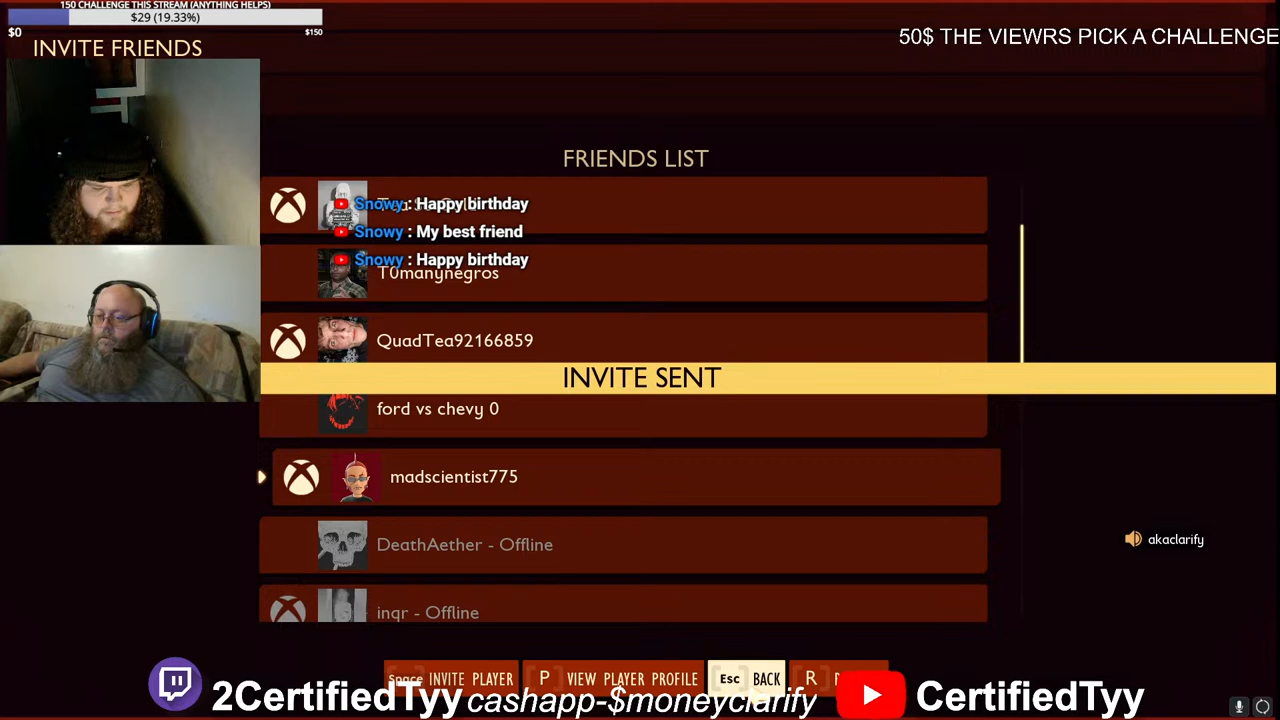 150 CHALLENGE THIS STREAM (ANYTHING HELPS)
$29 (19.33%)
$0
$150
INVITE FRIENDS
50$ THE VIEWRS PICK A CHALLENGE
FRIENDS LIST
Snowy : Happy birthday
Snowy : My best friend
Snowy : Happy birthday
T0manynegros
QuadTea92166859
INVITE SENT
ford vs chevy 0
madscientist775
DeathAether - Offline
akaclarify
inqr - Offline
Space INVITE PLAYER
P VIEW PLAYER PROFILE
Esc BACK
R
2CertifiedTyy
cashapp-$moneyclarify
CertifiedTyy